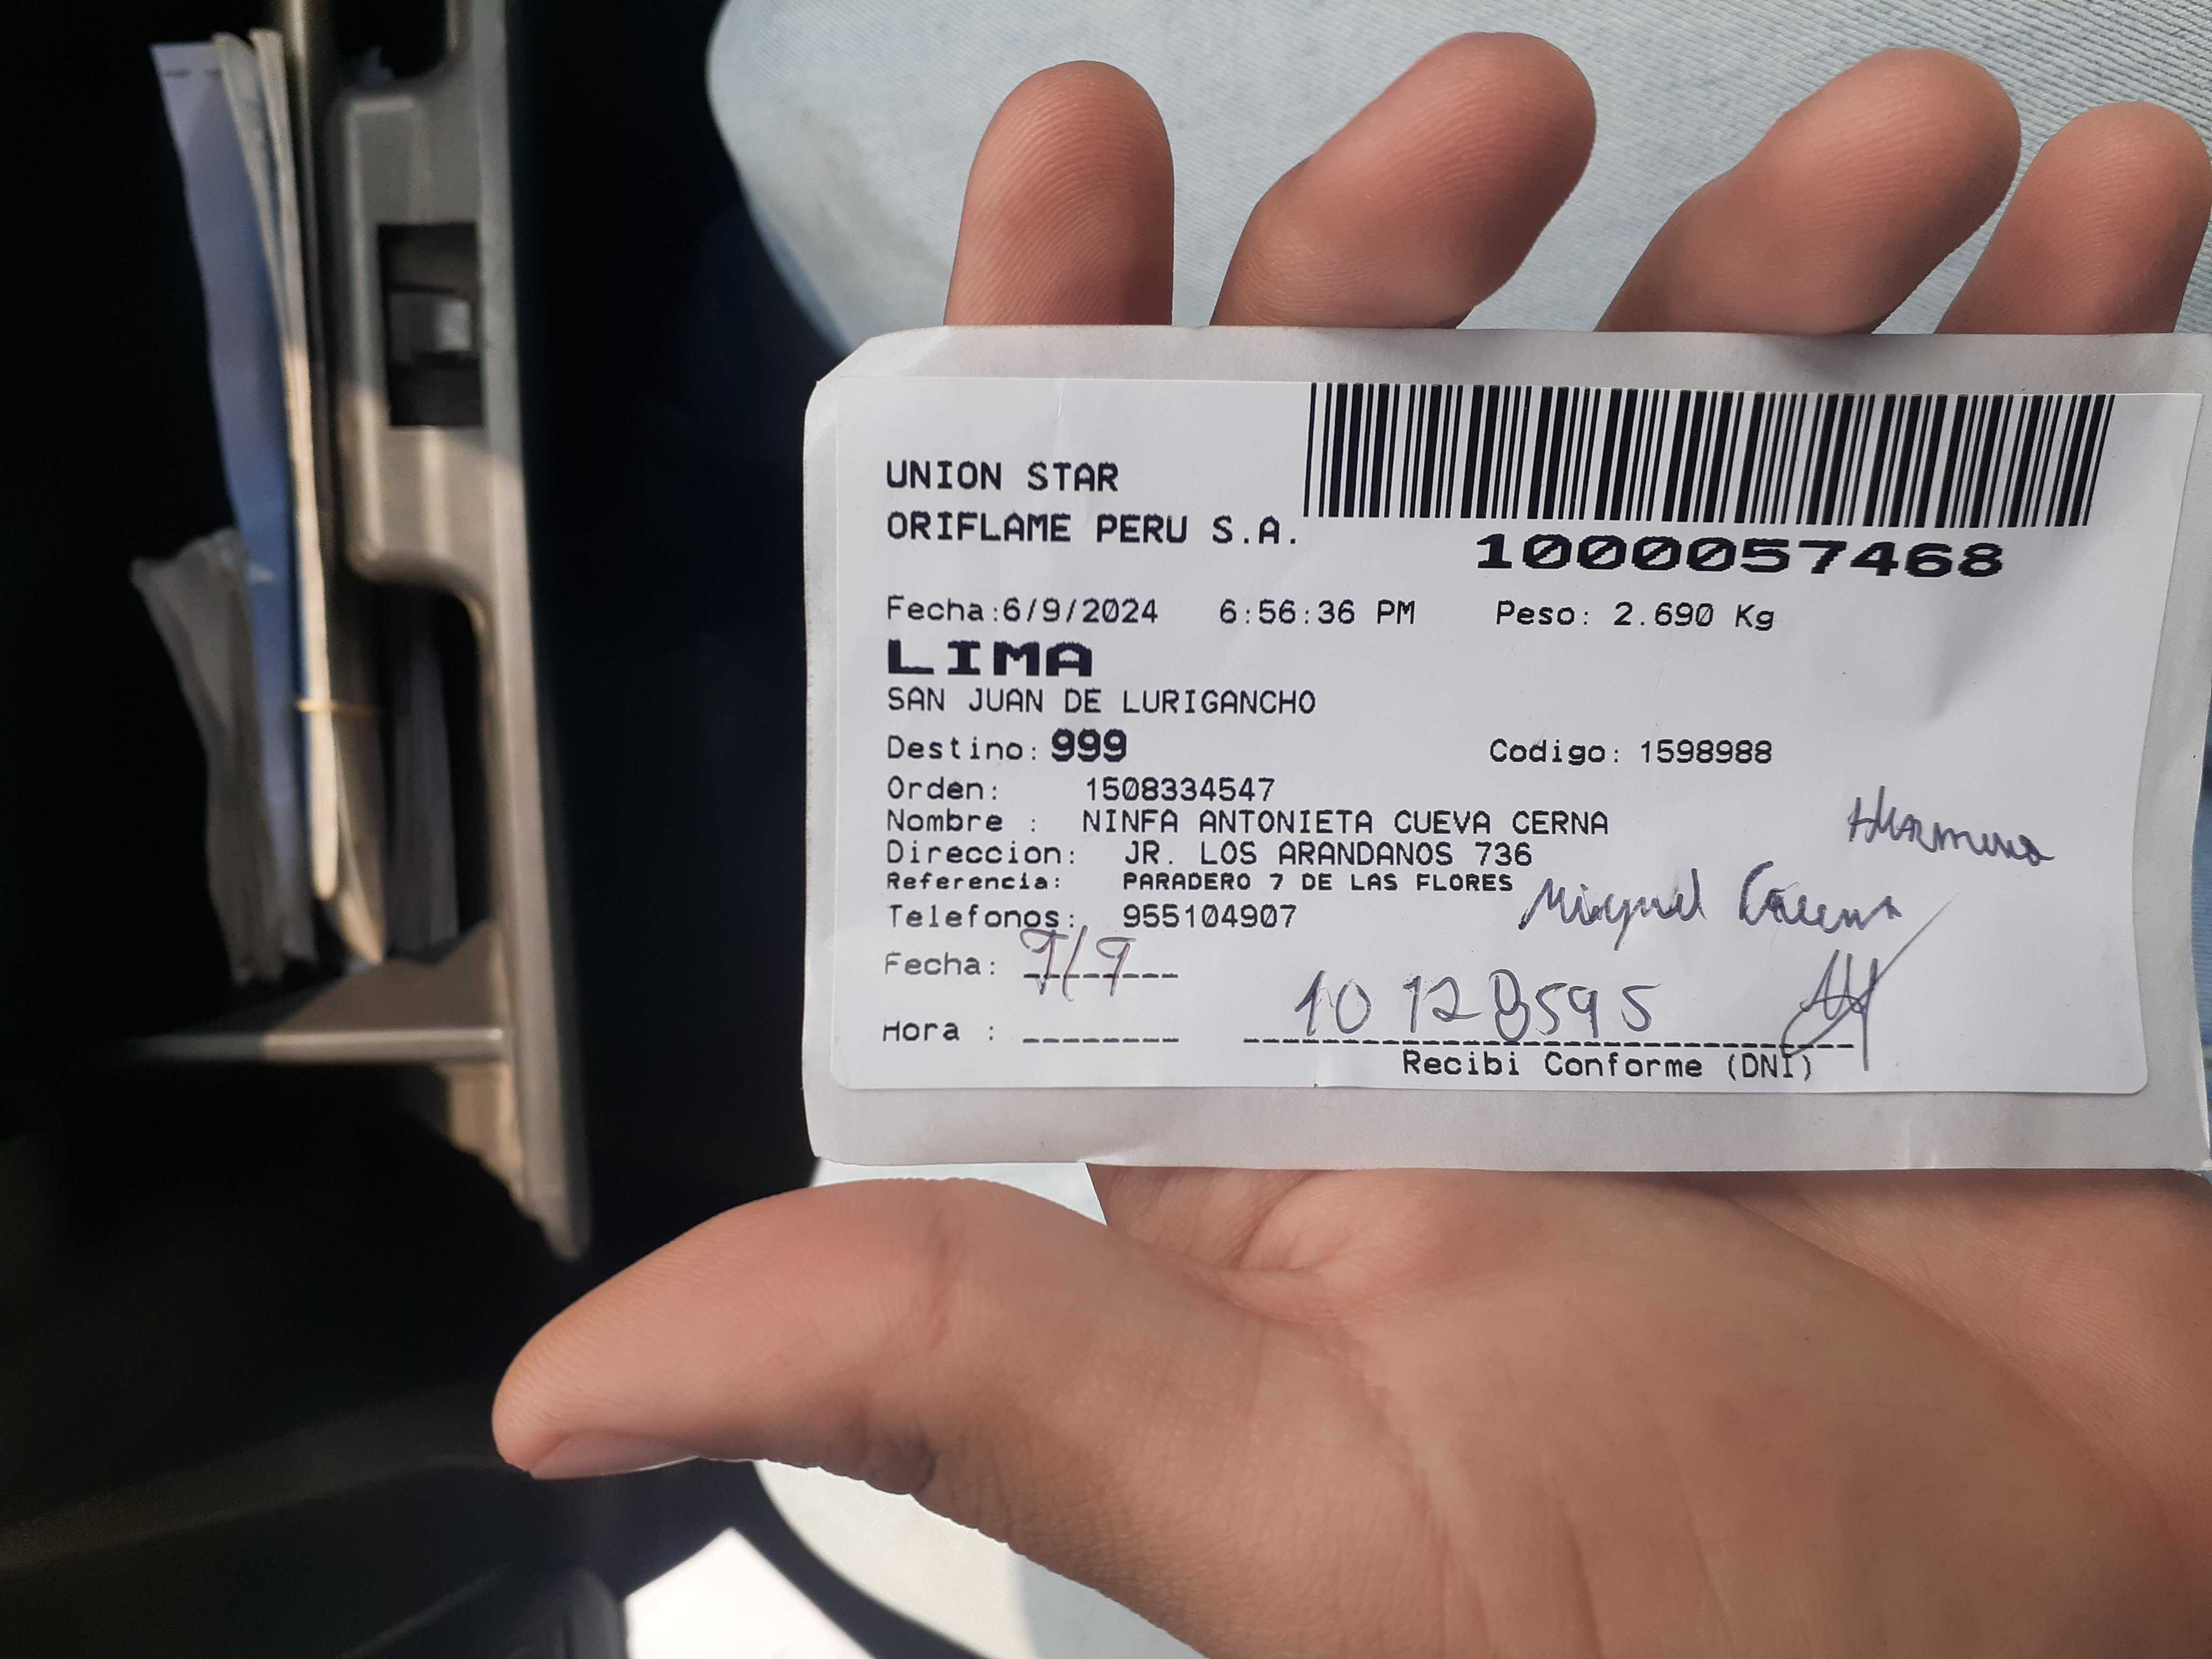 UNION STAR
ORIFLAME PERU S.A.
1000057468
Fecha:6/9/2024 6:56:36 PM Peso: 2.690 Kg
LIMA
SAN JUAN DE LURIGANCHO
Destino: 999 Codigo: 1598988
Orden: 1508334547
Nombre : NINFA ANTONIETA CUEVA CERNA
Direccion: JR. LOS ARANDANOS 736
Referencia: PARADERO 7 DE LAS FLORES
Miguel
Telefonos: 955104907
Fecha: 9/9
10128595
Hora :
Recibi Conforme (DNI)